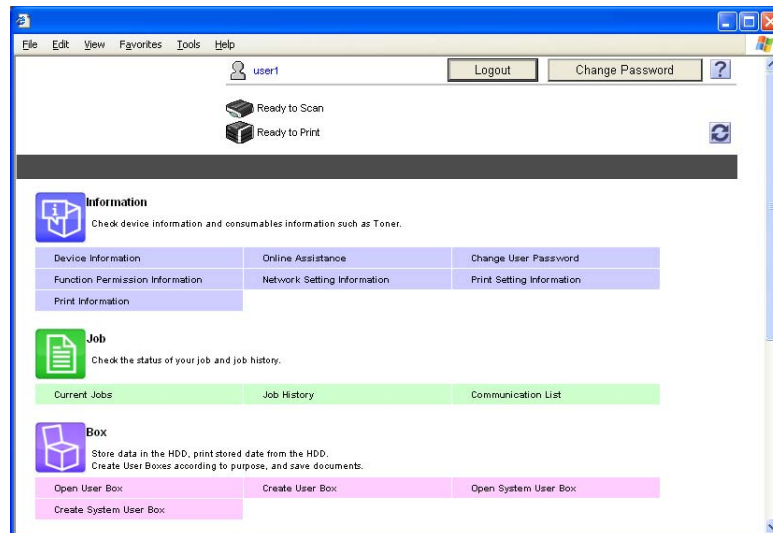 File Edit View Favorites Tools Help
user1 Logout Change Password ?
Ready to Scan
Ready to Print
Information
Check device information and consumables information such as Toner.
Device Information Online Assistance Change User Password
Function Permission Information Network Setting Information Print Setting Information
Print Information
Job
Check the status of your job and job history.
Current Jobs Job History Communication List
Box
Store data in the HDD, print stored date from the HDD.
Create User Boxes according to purpose, and save documents.
Open User Box Create User Box Open System User Box
Create System User Box